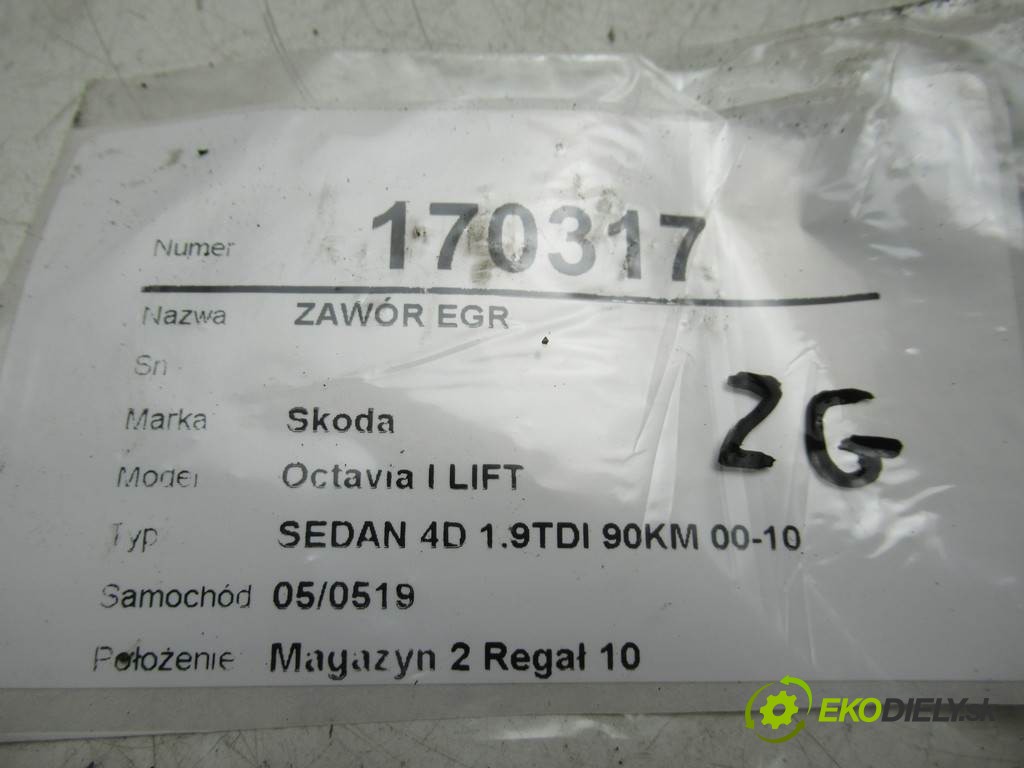 Numer 170317
Nazwa ZAWÓR EGR
Sn
Marka Skoda
Model Octavia I LIFT
Typ SEDAN 4D 1.9TDI 90KM 00-10
Samochód 05/0519
Położenie Magazyn 2 Regał 10
ZG
EKODIELY.sk